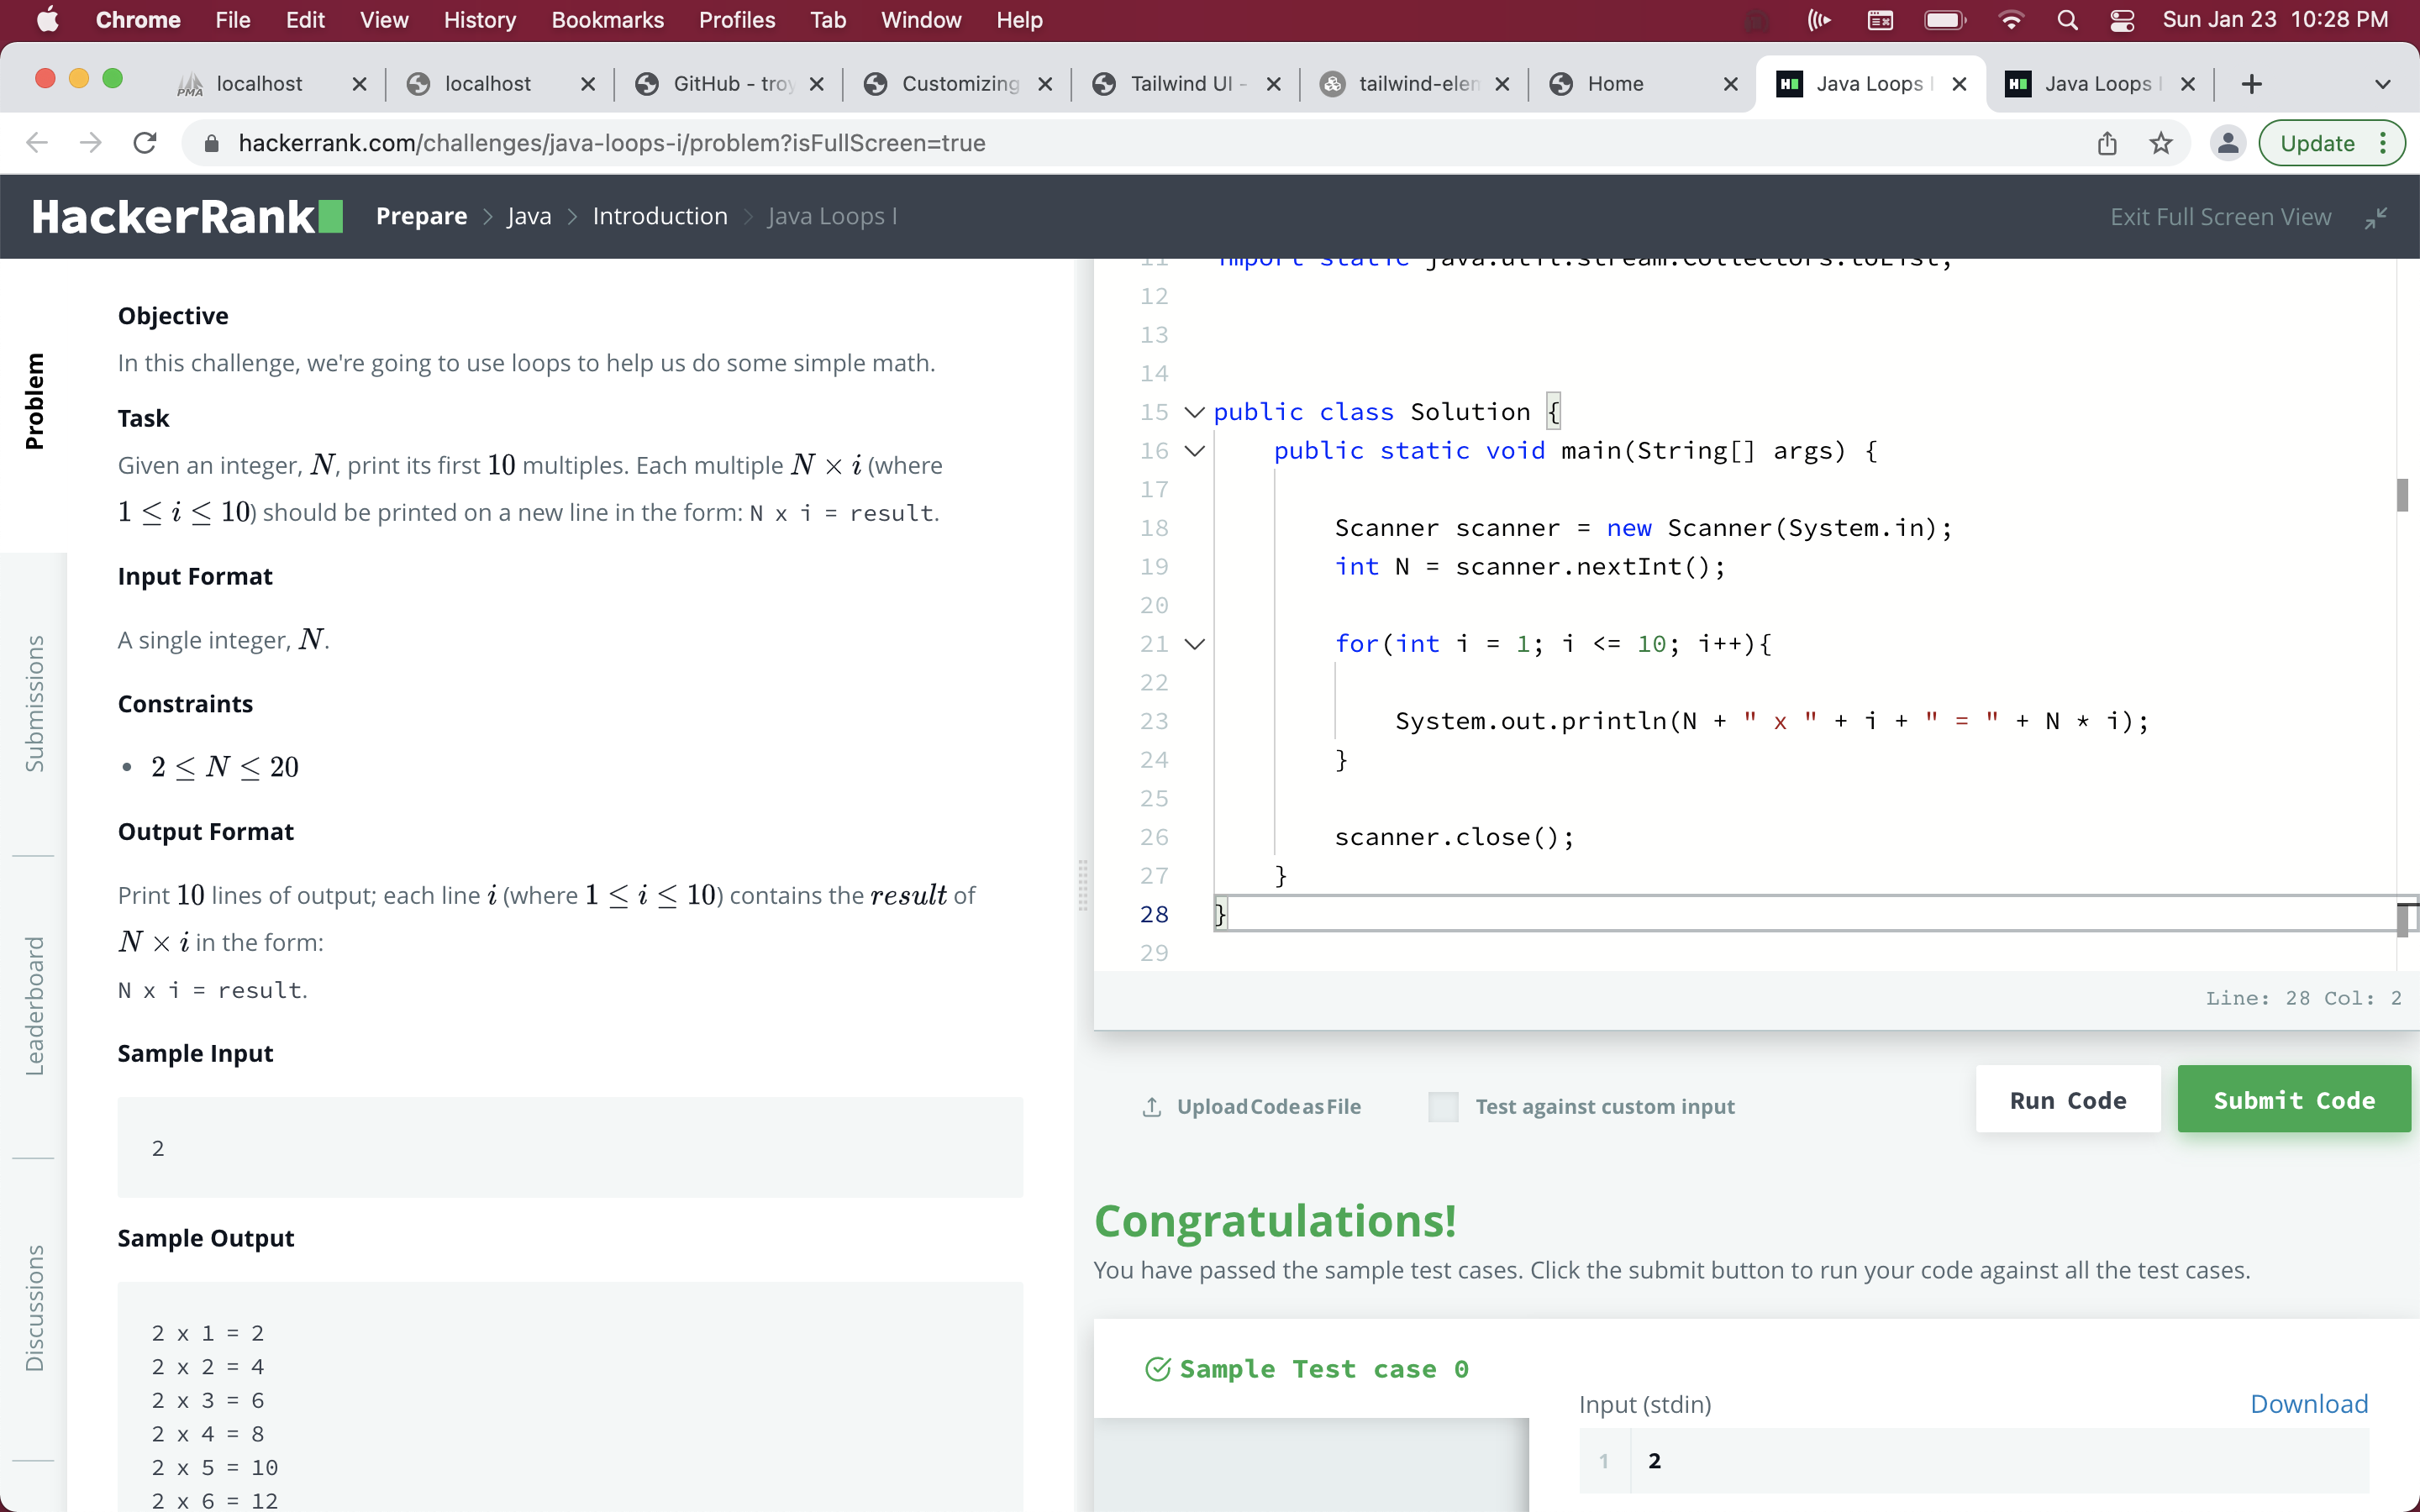 Chrome File Edit View History Bookmarks Profiles Tab Window Help Sun Jan 23 10:28 PM
PMA localhost localhost GitHub - troy Customizing Tailwind UI - tailwind-elen Home Java Loops I Java Loops I
hackerrank.com/challenges/java-loops-i/problem?isFullScreen=true Update
HackerRank Prepare > Java > Introduction > Java Loops I Exit Full Screen View
Problem
Submissions
Leaderboard
Discussions
Objective
In this challenge, we're going to use loops to help us do some simple math.
Task
Given an integer, N, print its first 10 multiples. Each multiple N × i (where
1 ≤ i ≤ 10) should be printed on a new line in the form: N x i = result.
Input Format
A single integer, N.
Constraints
• 2 ≤ N ≤ 20
Output Format
Print 10 lines of output; each line i (where 1 ≤ i ≤ 10) contains the result of
N × i in the form:
N x i = result.
Sample Input
2
Sample Output
2 x 1 = 2
2 x 2 = 4
2 x 3 = 6
2 x 4 = 8
2 x 5 = 10
2 x 6 = 12
11 import static java.util.stream.Collectors.toList;
12
13
14
15 public class Solution {
16 public static void main(String[] args) {
17
18 Scanner scanner = new Scanner(System.in);
19 int N = scanner.nextInt();
20
21 for(int i = 1; i <= 10; i++){
22
23 System.out.println(N + " x " + i + " = " + N * i);
24 }
25
26 scanner.close();
27 }
28 }
29
Line: 28 Col: 2
Upload Code as File Test against custom input Run Code Submit Code
Congratulations!
You have passed the sample test cases. Click the submit button to run your code against all the test cases.
Sample Test case 0
Input (stdin) Download
1 2